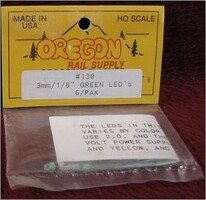 MADE IN
USA
HO SCALE
OREGON
RAIL SUPPLY
#138
3mm/1/8" GREEN LED's
6/PAK
THE LEDS IN THI
VARIES BY COLOR
USE 2.0, AND TH
VOLT POWER SUPP
AND YELLOW, AND